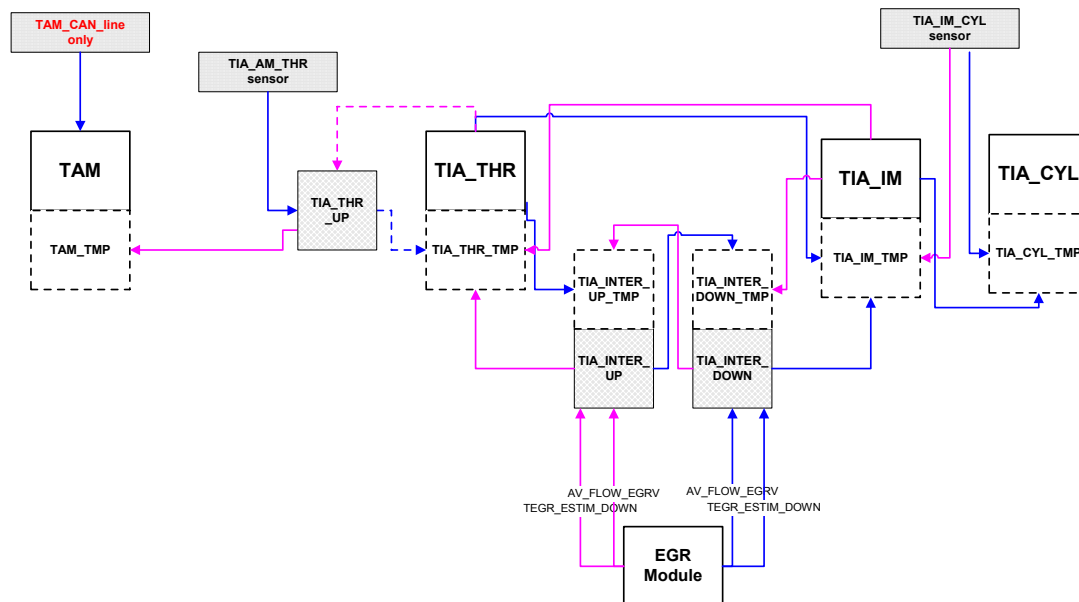 TAM_CAN_line
only
TIA_AM_THR
sensor
TIA_IM_CYL
sensor
TAM
TAM_TMP
TIA_THR
_UP
TIA_THR
TIA_THR_TMP
TIA_INTER_
UP_TMP
TIA_INTER_
UP
TIA_INTER_
DOWN_TMP
TIA_INTER_
DOWN
TIA_IM
TIA_IM_TMP
TIA_CYL
TIA_CYL_TMP
AV_FLOW_EGRV
TEGR_ESTIM_DOWN
AV_FLOW_EGRV
TEGR_ESTIM_DOWN
EGR
Module